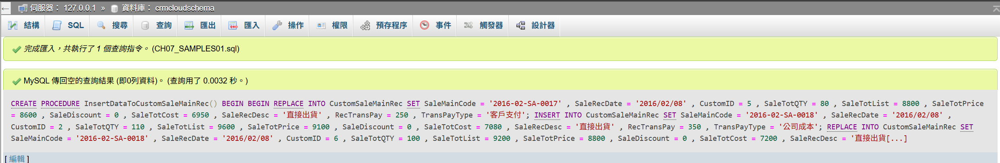 伺服器： 127.0.0.1 » 資料庫： crmcloudschema
結構 SQL 搜尋 查詢 匯出 匯入 操作 權限 預存程序 事件 觸發器 設計器
完成匯入，共執行了 1 個查詢指令。 (CH07_SAMPLES01.sql)
MySQL 傳回空的查詢結果 (即0列資料)。 (查詢用了 0.0032 秒。)
CREATE PROCEDURE InsertDataToCustomSaleMainRec() BEGIN BEGIN REPLACE INTO CustomSaleMainRec SET SaleMainCode = '2016-02-SA-0017' , SaleRecDate = '2016/02/08' , CustomID = 5 , SaleTotQTY = 80 , SaleTotList = 8800 , SaleTotPrice
= 8600 , SaleDiscount = 0 , SaleTotCost = 6950 , SaleRecDesc = '直接出貨' , RecTransPay = 250 , TransPayType = '客戶支付'; INSERT INTO CustomSaleMainRec SET SaleMainCode = '2016-02-SA-0018' , SaleRecDate = '2016/02/08' ,
CustomID = 2 , SaleTotQTY = 110 , SaleTotList = 9600 , SaleTotPrice = 9100 , SaleDiscount = 0 , SaleTotCost = 7080 , SaleRecDesc = '直接出貨' , RecTransPay = 350 , TransPayType = '公司成本'; REPLACE INTO CustomSaleMainRec SET
SaleMainCode = '2016-02-SA-0018' , SaleRecDate = '2016/02/08' , CustomID = 6 , SaleTotQTY = 100 , SaleTotList = 9200 , SaleTotPrice = 8800 , SaleDiscount = 0 , SaleTotCost = 7200 , SaleRecDesc = '直接出貨[...]
[ 編輯 ]